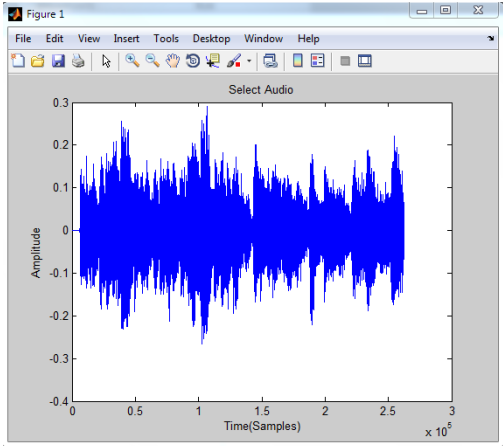 Figure 1
File Edit View Insert Tools Desktop Window Help
Select Audio
0.3
0.2
0.1
0
-0.1
-0.2
-0.3
-0.4
Amplitude
0 0.5 1 1.5 2 2.5 3
Time(Samples)
x 10⁵